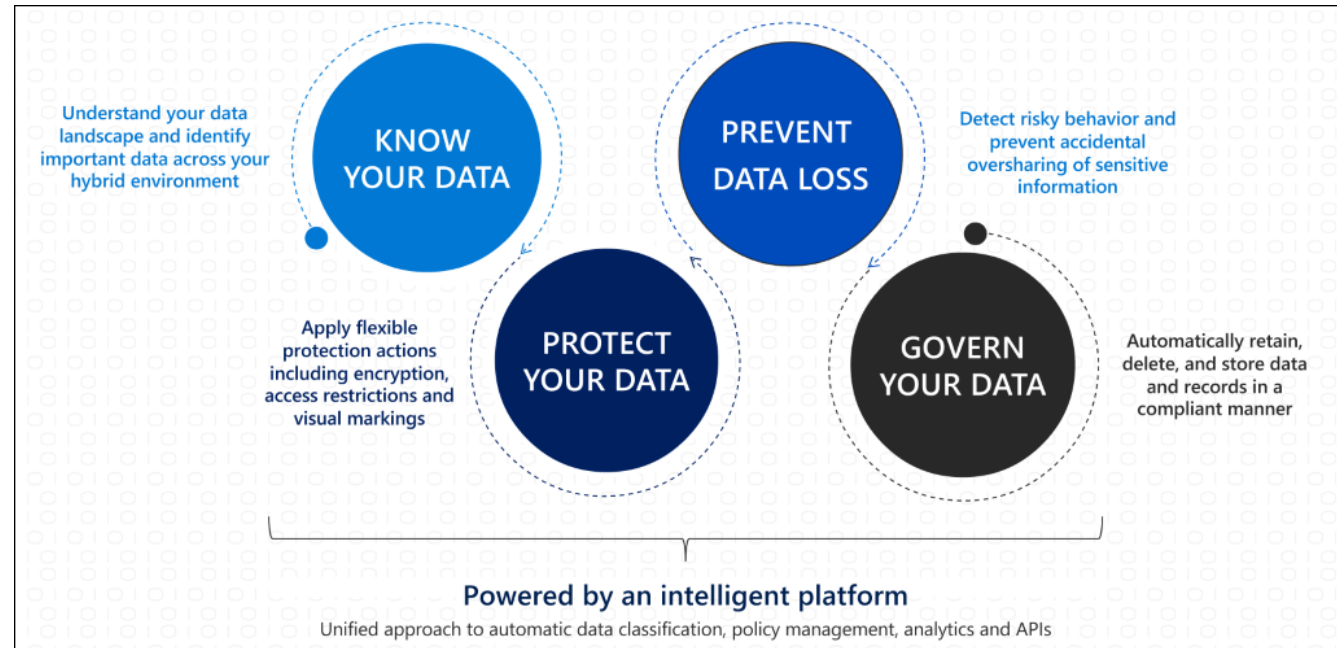 Understand your data
landscape and identify
important data across your
hybrid environment
KNOW
YOUR DATA
PREVENT
DATA LOSS
Detect risky behavior and
prevent accidental
oversharing of sensitive
information
Apply flexible
protection actions
including encryption,
access restrictions and
visual markings
PROTECT
YOUR DATA
GOVERN
YOUR DATA
Automatically retain,
delete, and store data
and records in a
compliant manner
Powered by an intelligent platform
Unified approach to automatic data classification, policy management, analytics and APIs